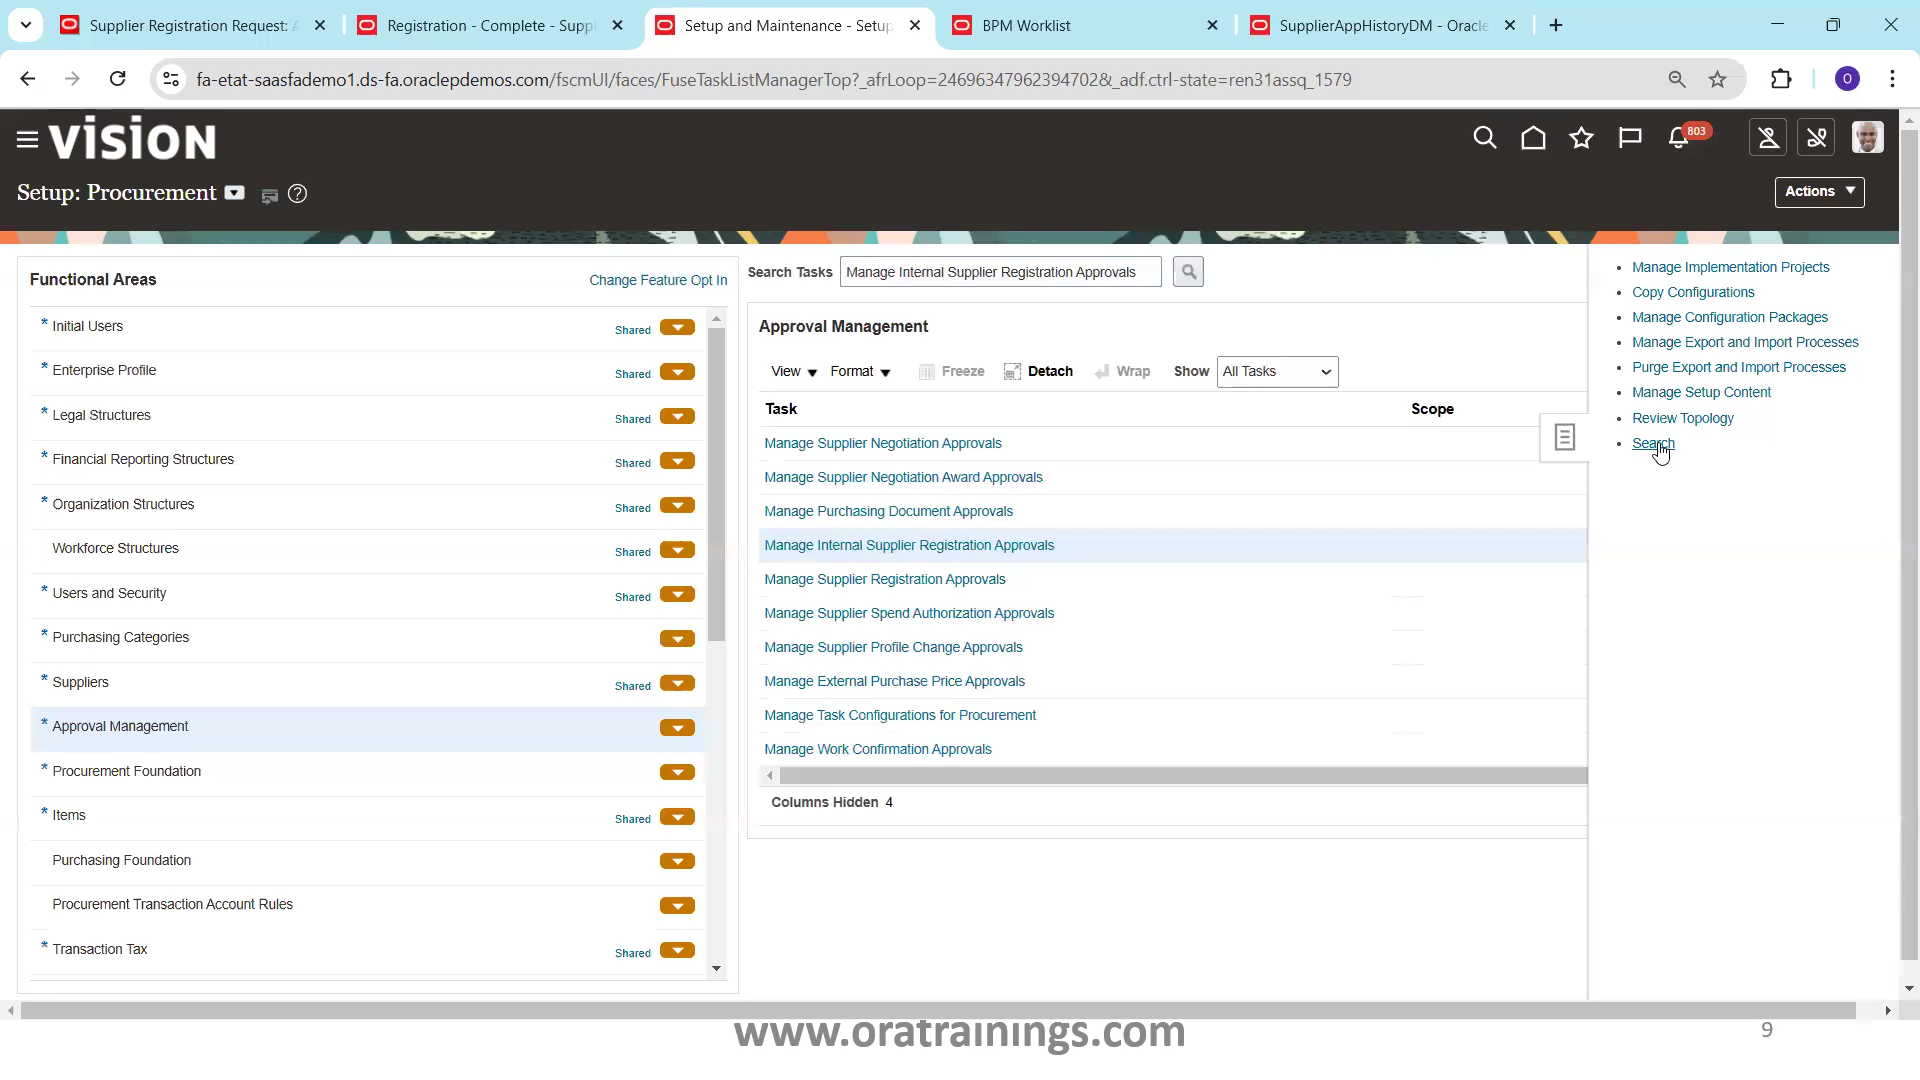 Supplier Registration Request: A
Registration - Complete - Suppl
Setup and Maintenance - Setup
BPM Worklist
SupplierAppHistoryDM - Oracle
fa-etat-saasfademo1.ds-fa.oraclepdemos.com/fscmUI/faces/FuseTaskListManagerTop?_afrLoop=2469634796239470​2&_adf.ctrl-state=ren31assq_1579
O
VISION
803
Setup: Procurement
Actions
Functional Areas
Change Feature Opt In
* Initial Users Shared
* Enterprise Profile Shared
* Legal Structures Shared
* Financial Reporting Structures Shared
* Organization Structures Shared
Workforce Structures Shared
* Users and Security Shared
* Purchasing Categories
* Suppliers Shared
* Approval Management
* Procurement Foundation
* Items Shared
Purchasing Foundation
Procurement Transaction Account Rules
* Transaction Tax Shared
Search Tasks Manage Internal Supplier Registration Approvals
Approval Management
View Format Freeze Detach Wrap Show All Tasks
Task Scope
Manage Supplier Negotiation Approvals
Manage Supplier Negotiation Award Approvals
Manage Purchasing Document Approvals
Manage Internal Supplier Registration Approvals
Manage Supplier Registration Approvals
Manage Supplier Spend Authorization Approvals
Manage Supplier Profile Change Approvals
Manage External Purchase Price Approvals
Manage Task Configurations for Procurement
Manage Work Confirmation Approvals
Columns Hidden 4
Manage Implementation Projects
Copy Configurations
Manage Configuration Packages
Manage Export and Import Processes
Purge Export and Import Processes
Manage Setup Content
Review Topology
Search
www.oratrainings.com
9